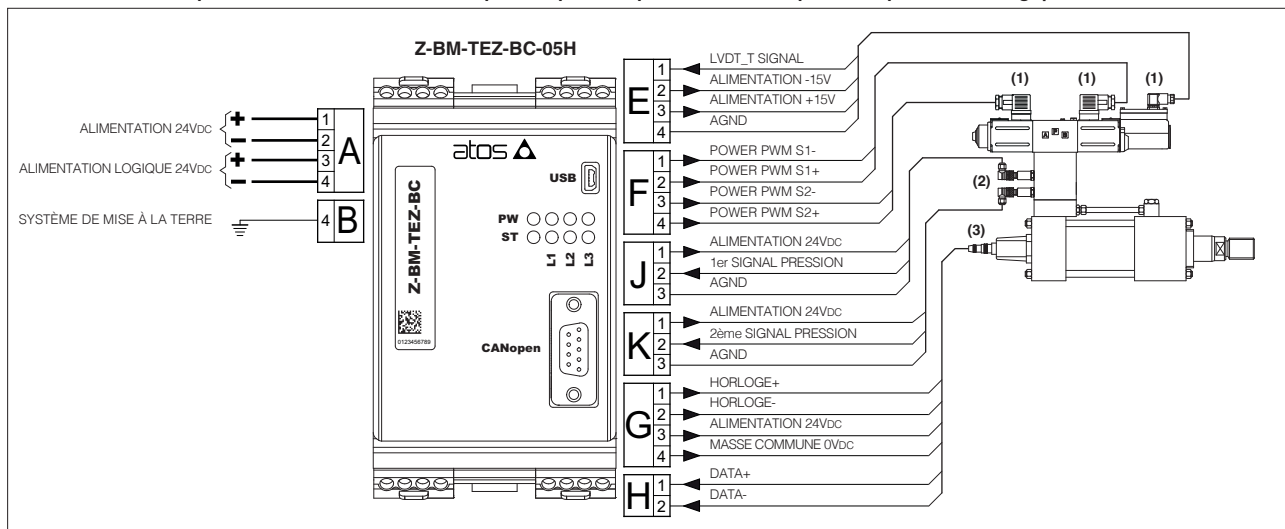 Z-BM-TEZ-BC-05H
ALIMENTATION 24VDC
+
-
ALIMENTATION LOGIQUE 24VDC
+
-
1
2
3
4
A
SYSTÈME DE MISE À LA TERRE
4
B
atos
USB
PW
ST
L1
L2
L3
Z-BM-TEZ-BC
0123456789
CANopen
E
1 LVDT_T SIGNAL
2 ALIMENTATION -15V
3 ALIMENTATION +15V
4 AGND
F
1 POWER PWM S1-
2 POWER PWM S1+
3 POWER PWM S2-
4 POWER PWM S2+
J
1 ALIMENTATION 24VDC
2 1er SIGNAL PRESSION
3 AGND
K
1 ALIMENTATION 24VDC
2 2ème SIGNAL PRESSION
3 AGND
G
1 HORLOGE+
2 HORLOGE-
3 ALIMENTATION 24VDC
4 MASSE COMMUNE 0VDC
H
1 DATA+
2 DATA-
(1)
(1)
(1)
A P B
(2)
(3)